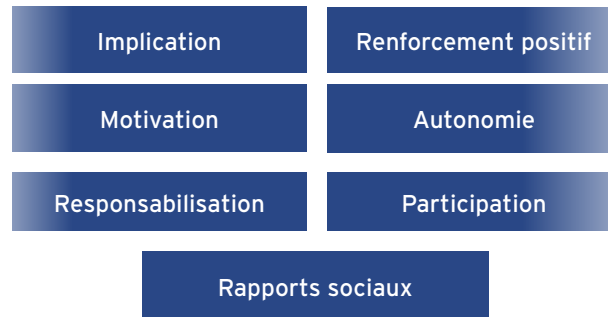 Implication
Renforcement positif
Motivation
Autonomie
Responsabilisation
Participation
Rapports sociaux